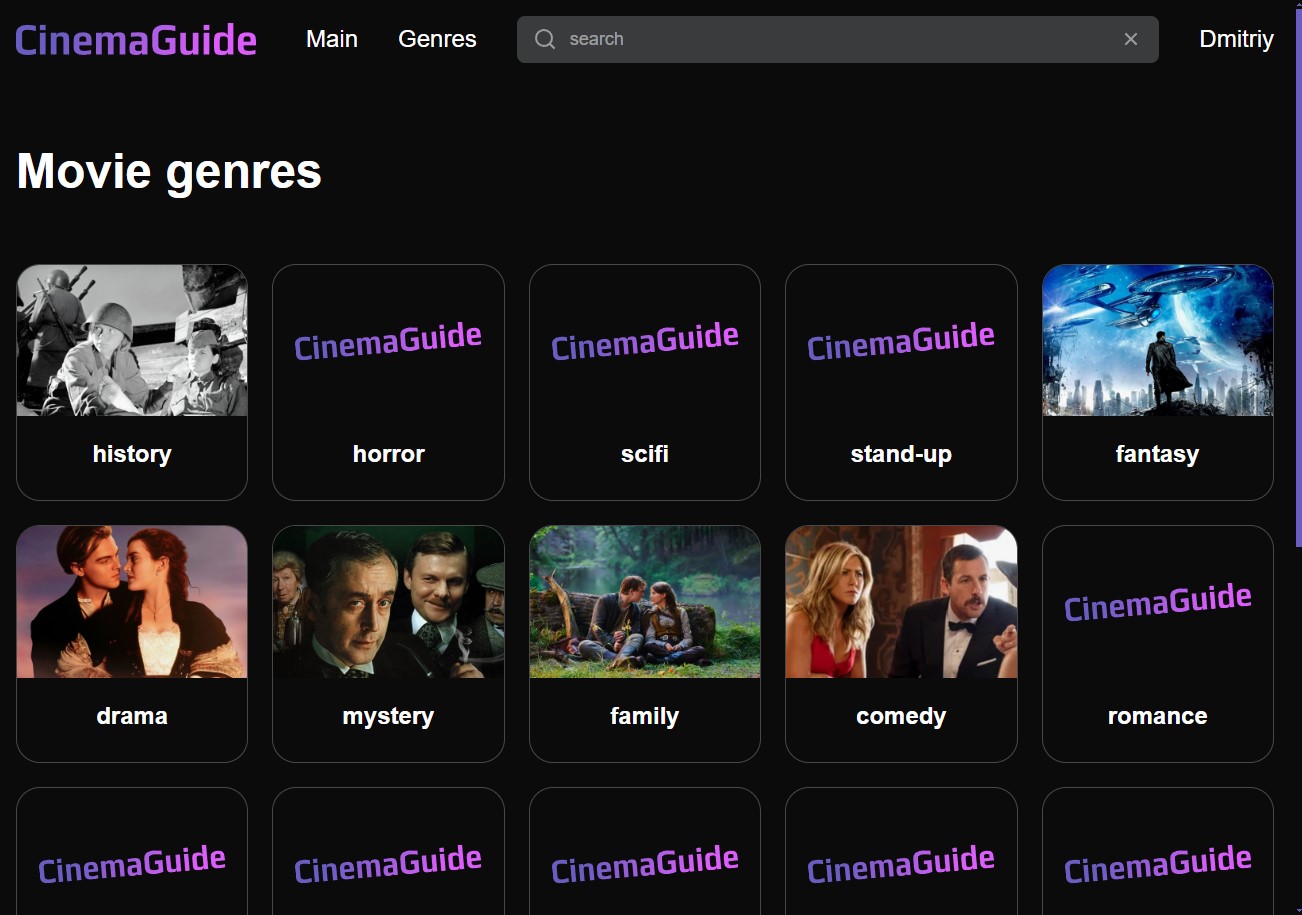 CinemaGuide Main Genres search Dmitriy
Movie genres
CinemaGuide CinemaGuide CinemaGuide
history horror scifi stand-up fantasy
CinemaGuide
drama mystery family comedy romance
CinemaGuide CinemaGuide CinemaGuide CinemaGuide CinemaGuide